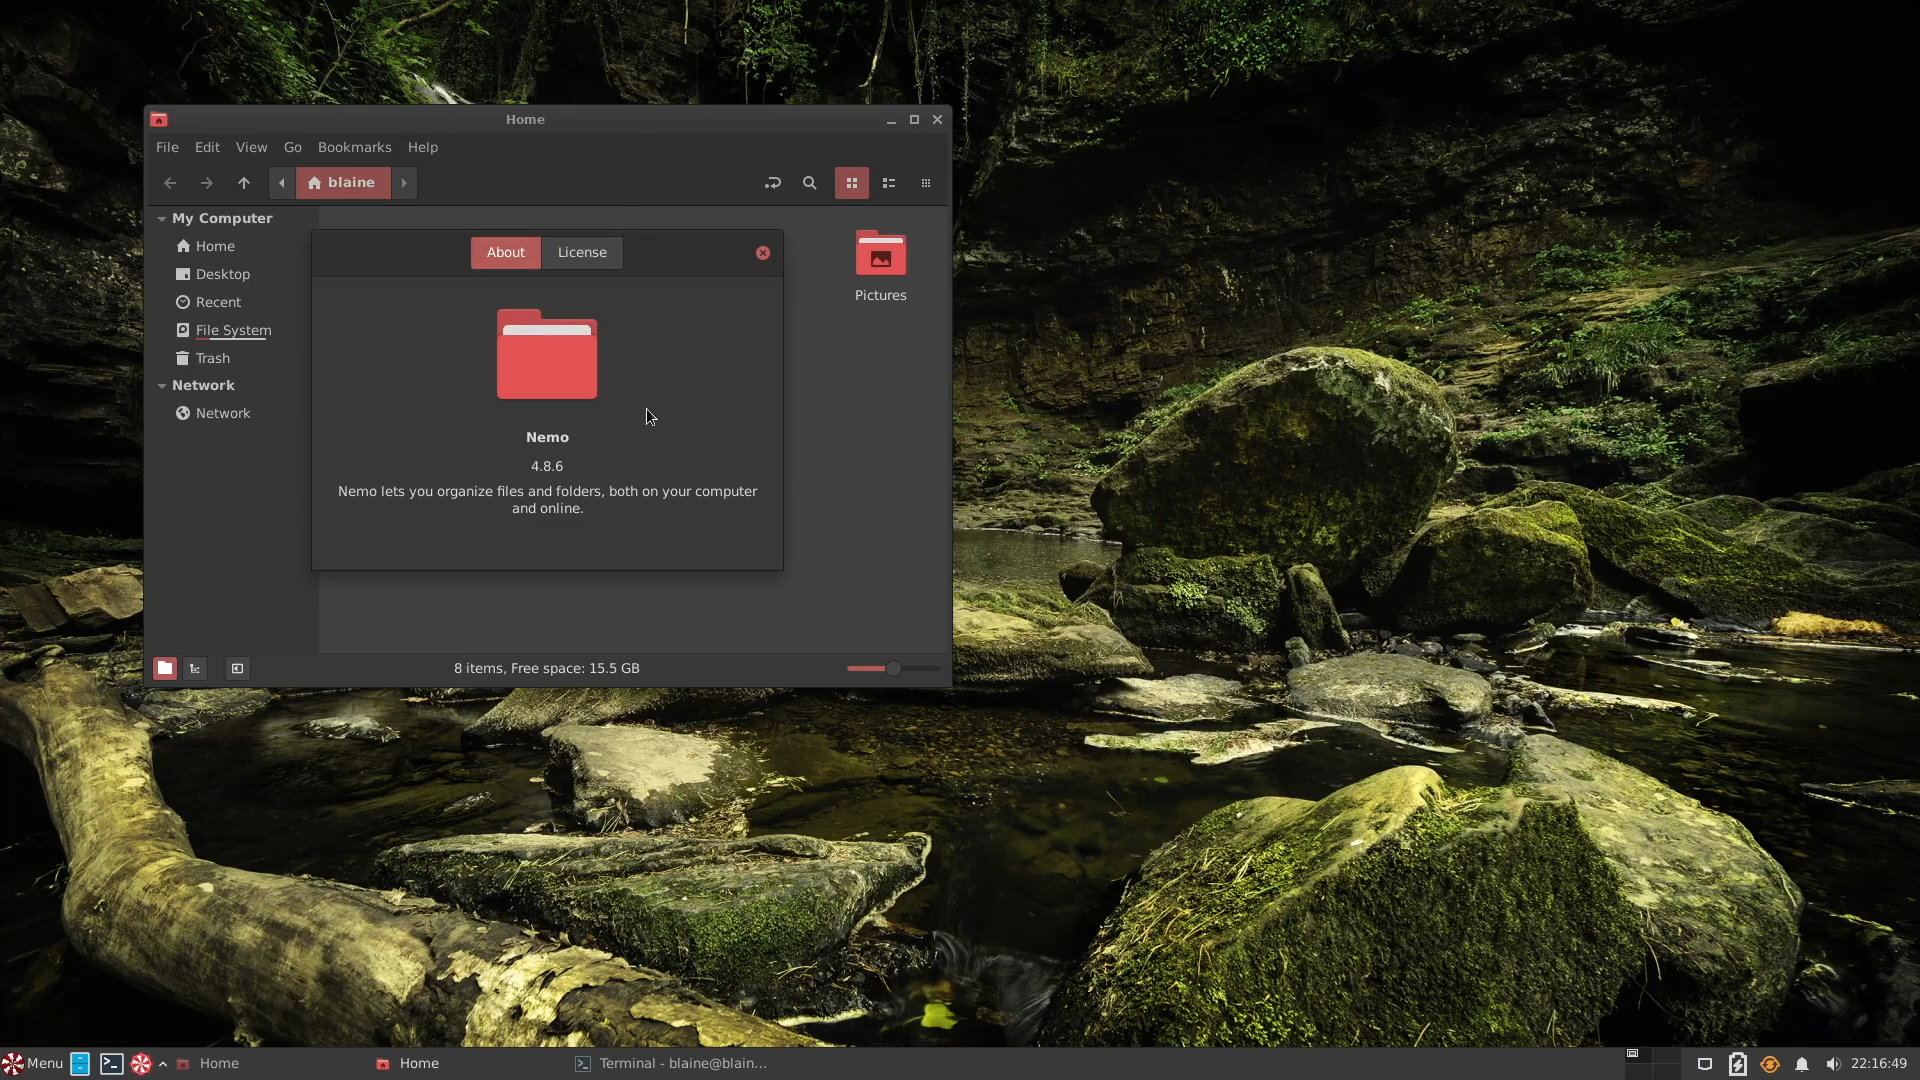 Home
File Edit View Go Bookmarks Help
blaine
My Computer
Home
Desktop
Recent
File System
Trash
Network
Network
About License
Nemo
4.8.6
Nemo lets you organize files and folders, both on your computer
and online.
Pictures
8 items, Free space: 15.5 GB
Menu Home Home Terminal - blaine@blain... 22:16:49